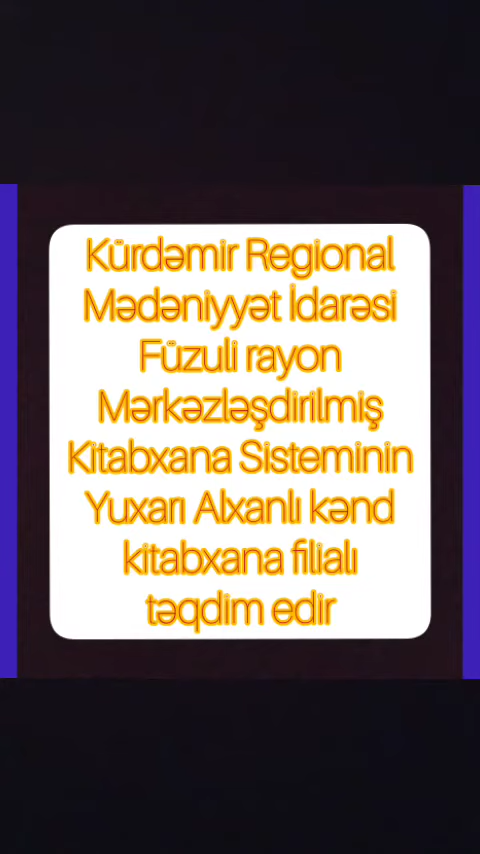 Kürdəmir Regional
Mədəniyyət İdarəsi
Füzuli rayon
Mərkəzləşdirilmiş
Kitabxana Sisteminin
Yuxarı Alxanlı kənd
kitabxana filialı
təqdim edir